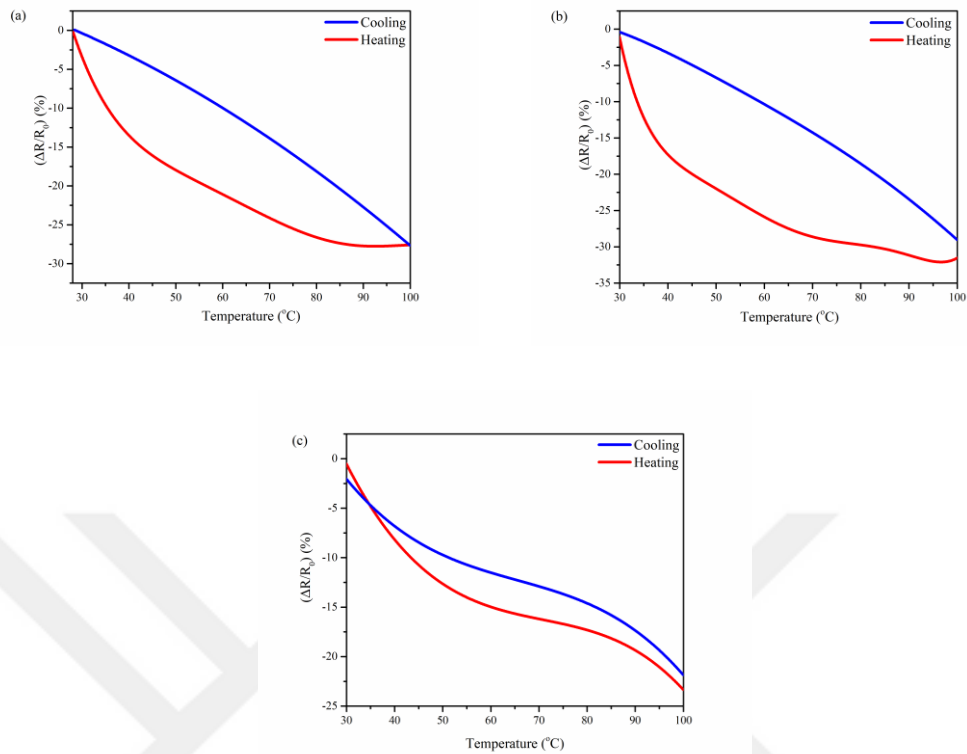 (a)
Cooling
Heating
0
-5
-10
-15
-20
-25
-30
(ΔR/R₀) (%)
30 40 50 60 70 80 90 100
Temperature (°C)
(b)
Cooling
Heating
0
-5
-10
-15
-20
-25
-30
-35
(ΔR/R₀) (%)
30 40 50 60 70 80 90 100
Temperature (°C)
(c)
Cooling
Heating
0
-5
-10
-15
-20
-25
(ΔR/R₀) (%)
30 40 50 60 70 80 90 100
Temperature (°C)